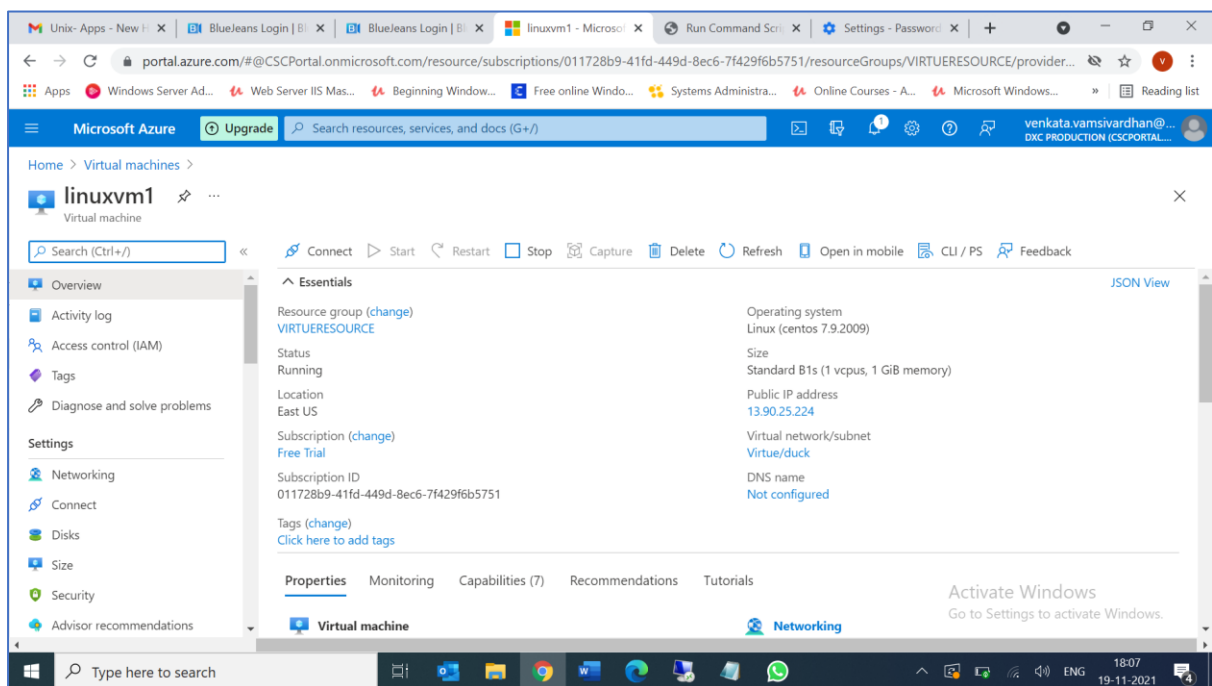 Unix- Apps - New H
BlueJeans Login | Bl
BlueJeans Login | Bl
linuxvm1 - Microsof
Run Command Scri
Settings - Password
portal.azure.com/#@CSCPortal.onmicrosoft.com/resource/subscriptions/011728b9-41fd-449d-8ec6-7f429f6b5751/resourceGroups/VIRTUERESOURCE/provider...
V
Apps
Windows Server Ad...
Web Server IIS Mas...
Beginning Window...
Free online Windo...
Systems Administra...
Online Courses - A...
Microsoft Windows...
»
Reading list
Microsoft Azure
Upgrade
Search resources, services, and docs (G+/)
1
venkata.vamsivardhan@...
DXC PRODUCTION (CSCPORTAL....
Home > Virtual machines >
linuxvm1
Virtual machine
Search (Ctrl+/)
«
Connect
Start
Restart
Stop
Capture
Delete
Refresh
Open in mobile
CLI / PS
Feedback
Overview
Activity log
Access control (IAM)
Tags
Diagnose and solve problems
Settings
Networking
Connect
Disks
Size
Security
Advisor recommendations
Essentials
JSON View
Resource group (change)
VIRTUERESOURCE
Status
Running
Location
East US
Subscription (change)
Free Trial
Subscription ID
011728b9-41fd-449d-8ec6-7f429f6b5751
Tags (change)
Click here to add tags
Operating system
Linux (centos 7.9.2009)
Size
Standard B1s (1 vcpus, 1 GiB memory)
Public IP address
13.90.25.224
Virtual network/subnet
Virtue/duck
DNS name
Not configured
Properties
Monitoring
Capabilities (7)
Recommendations
Tutorials
Virtual machine
Networking
Activate Windows
Go to Settings to activate Windows.
Type here to search
ENG
18:07
19-11-2021
4